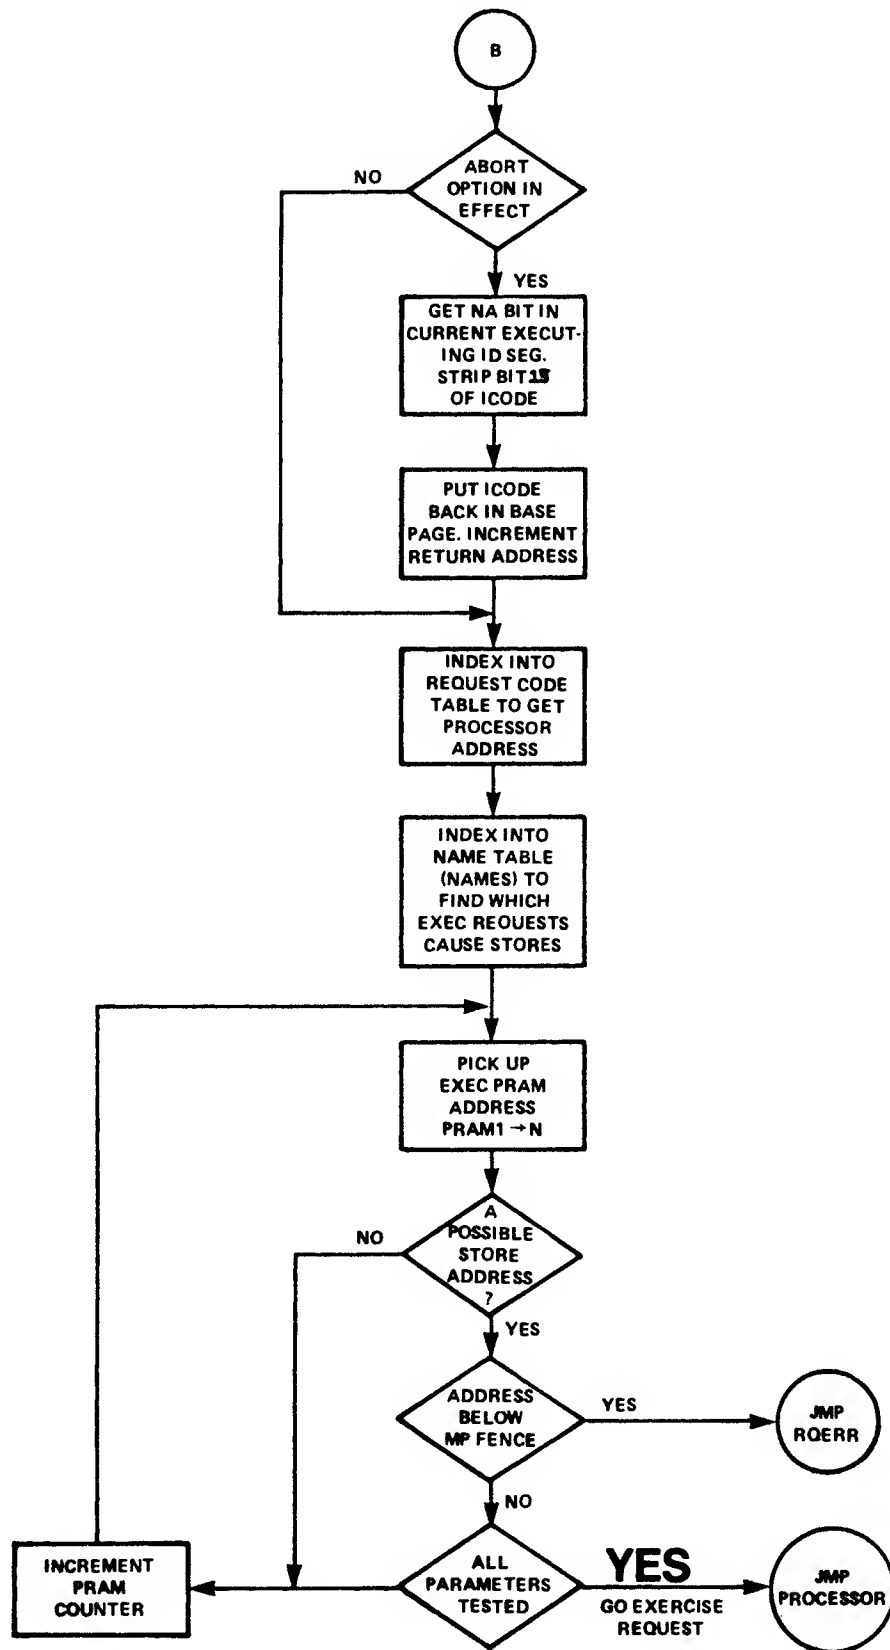 B
ABORT
OPTION IN
EFFECT
NO
YES
GET NA BIT IN
CURRENT EXECUT-
ING ID SEG.
STRIP BIT 15
OF ICODE
PUT ICODE
BACK IN BASE
PAGE. INCREMENT
RETURN ADDRESS
INDEX INTO
REQUEST CODE
TABLE TO GET
PROCESSOR
ADDRESS
INDEX INTO
NAME TABLE
(NAMES) TO
FIND WHICH
EXEC REQUESTS
CAUSE STORES
PICK UP
EXEC PRAM
ADDRESS
PRAM1 → N
A
POSSIBLE
STORE
ADDRESS
?
NO
YES
ADDRESS
BELOW
MP FENCE
YES
JMP
RQERR
NO
ALL
PARAMETERS
TESTED
YES
GO EXERCISE
REQUEST
JMP
PROCESSOR
INCREMENT
PRAM
COUNTER